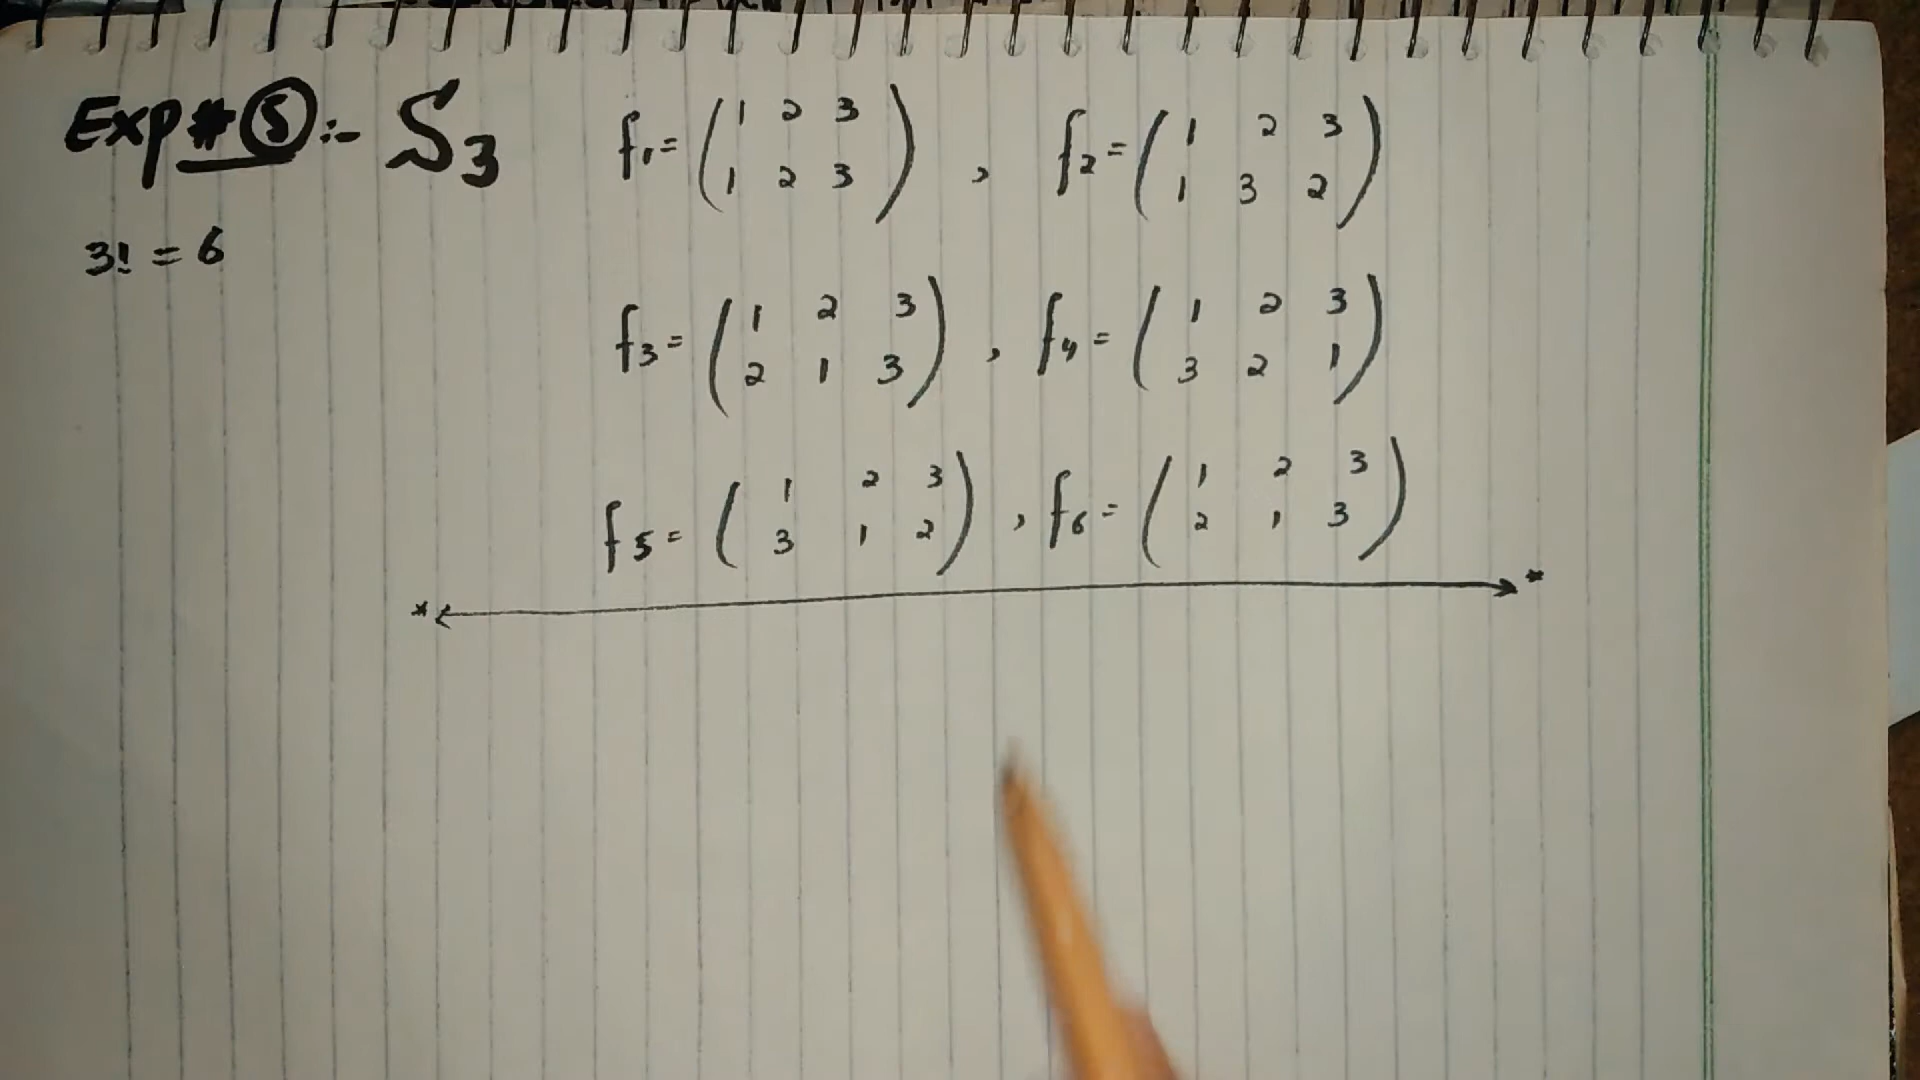 Exp# 5 :- S3
f1 = ( 1 2 3 , f2 = ( 1 2 3
1 2 3 ) 1 3 2 )
3! = 6
f3 = ( 1 2 3 , f4 = ( 1 2 3
2 1 3 ) 3 2 1 )
f5 = ( 1 2 3 , f6 = ( 1 2 3
3 1 2 ) 2 1 3 )